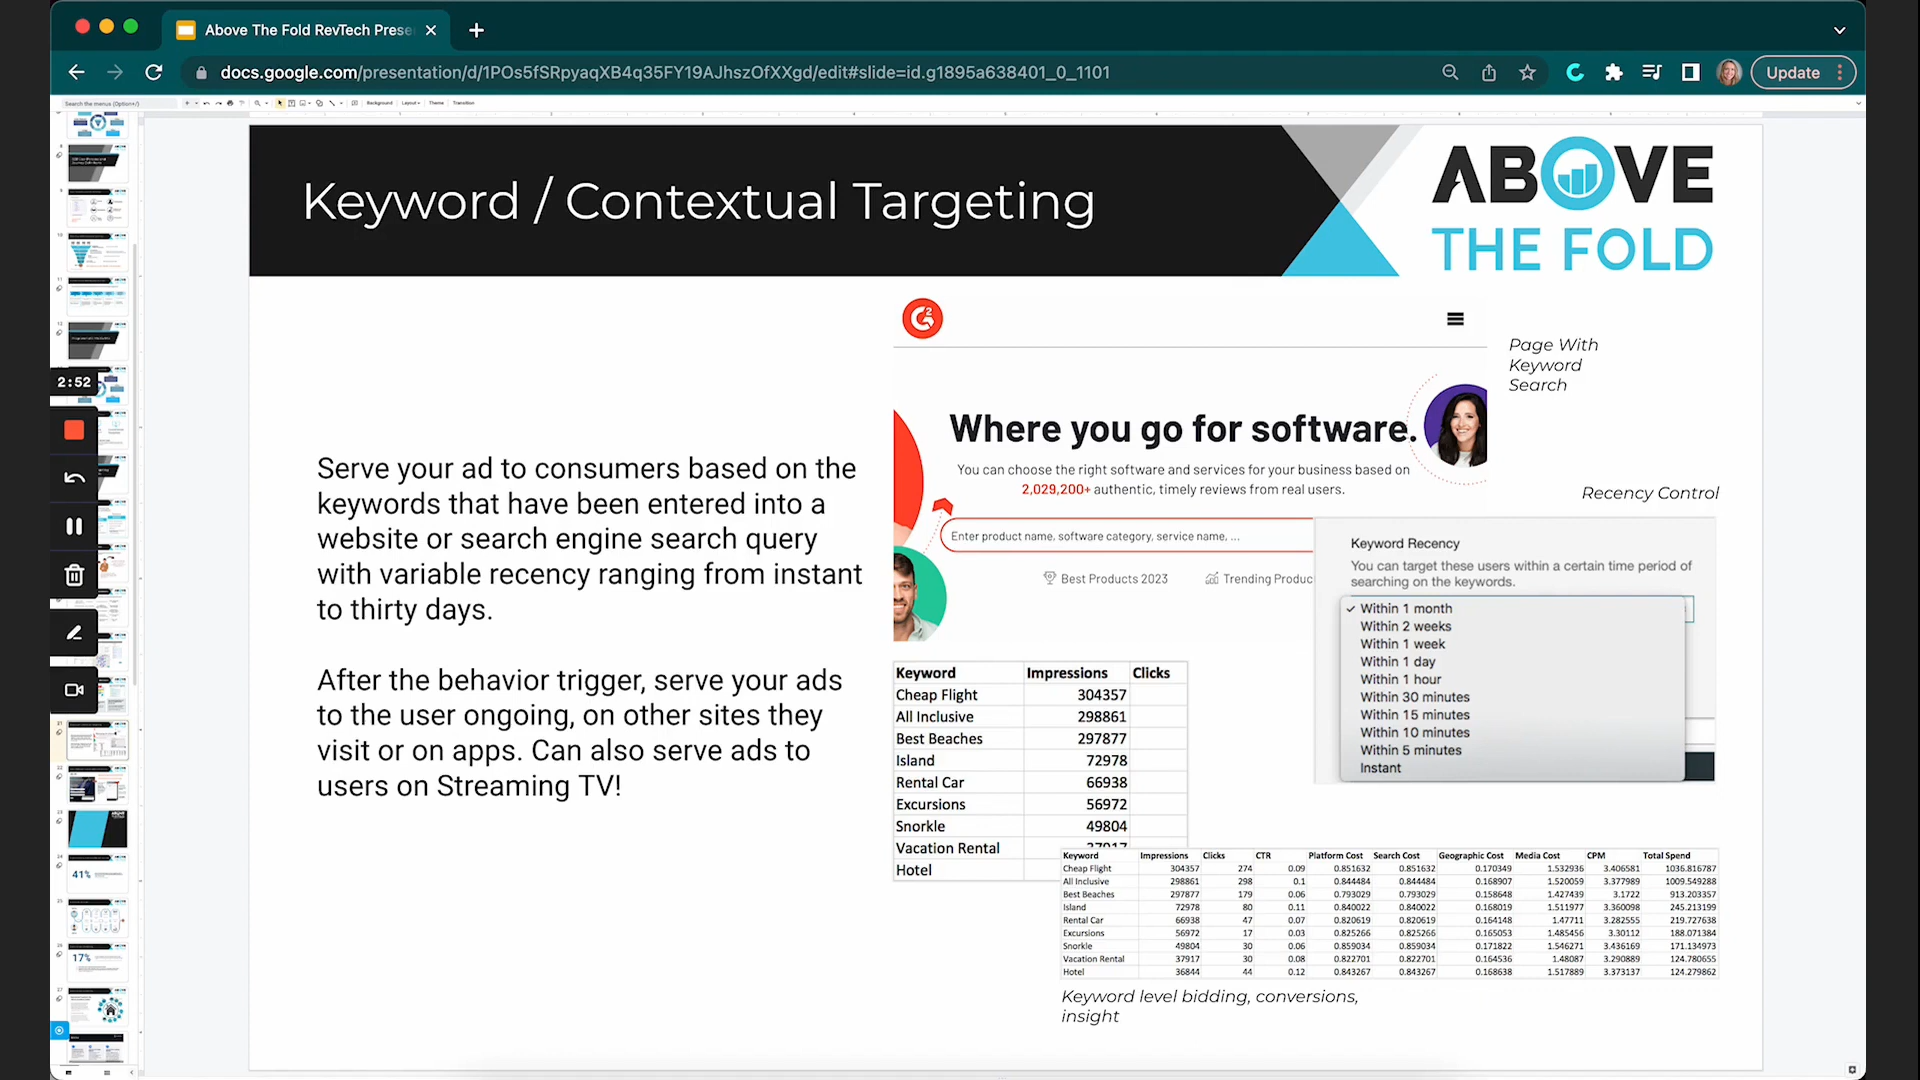 Above The Fold RevTech Prese
docs.google.com/presentation/d/1POs5fSRpyaqXB4q35FY19AJhszOfXXgd/edit#slide=id.g1895a638401_0_1101
Update
Search the menus (Option+/)
Background
Layout
Theme
Transition
Keyword / Contextual Targeting
ABOVE
THE FOLD
2:52
Serve your ad to consumers based on the
keywords that have been entered into a
website or search engine search query
with variable recency ranging from instant
to thirty days.
After the behavior trigger, serve your ads
to the user ongoing, on other sites they
visit or on apps. Can also serve ads to
users on Streaming TV!
Page With
Keyword
Search
Where you go for software.
You can choose the right software and services for your business based on
2,029,200+ authentic, timely reviews from real users.
Enter product name, software category, service name, ...
Best Products 2023
Trending Produc
Recency Control
Keyword Recency
You can target these users within a certain time period of
searching on the keywords.
✓ Within 1 month
Within 2 weeks
Within 1 week
Within 1 day
Within 1 hour
Within 30 minutes
Within 15 minutes
Within 10 minutes
Within 5 minutes
Instant
Keyword Impressions Clicks
Cheap Flight 304357
All Inclusive 298861
Best Beaches 297877
Island 72978
Rental Car 66938
Excursions 56972
Snorkle 49804
Vacation Rental 37917
Hotel
Keyword Impressions Clicks CTR Platform Cost Search Cost Geographic Cost Media Cost CPM Total Spend
Cheap Flight 304357 274 0.09 0.851632 0.851632 0.170349 1.532936 3.406581 1036.816787
All Inclusive 298861 298 0.1 0.844484 0.844484 0.168907 1.520059 3.377989 1009.549288
Best Beaches 297877 179 0.06 0.793029 0.793029 0.158648 1.427439 3.1722 913.203357
Island 72978 80 0.11 0.840022 0.840022 0.168019 1.511977 3.360098 245.213199
Rental Car 66938 47 0.07 0.820619 0.820619 0.164148 1.47711 3.282555 219.727638
Excursions 56972 17 0.03 0.825266 0.825266 0.165053 1.485456 3.30112 188.071384
Snorkle 49804 30 0.06 0.859034 0.859034 0.171822 1.546271 3.436169 171.134973
Vacation Rental 37917 30 0.08 0.822701 0.822701 0.164536 1.48087 3.290889 124.780655
Hotel 36844 44 0.12 0.843267 0.843267 0.168638 1.517889 3.373137 124.279862
Keyword level bidding, conversions,
insight
41%
17%